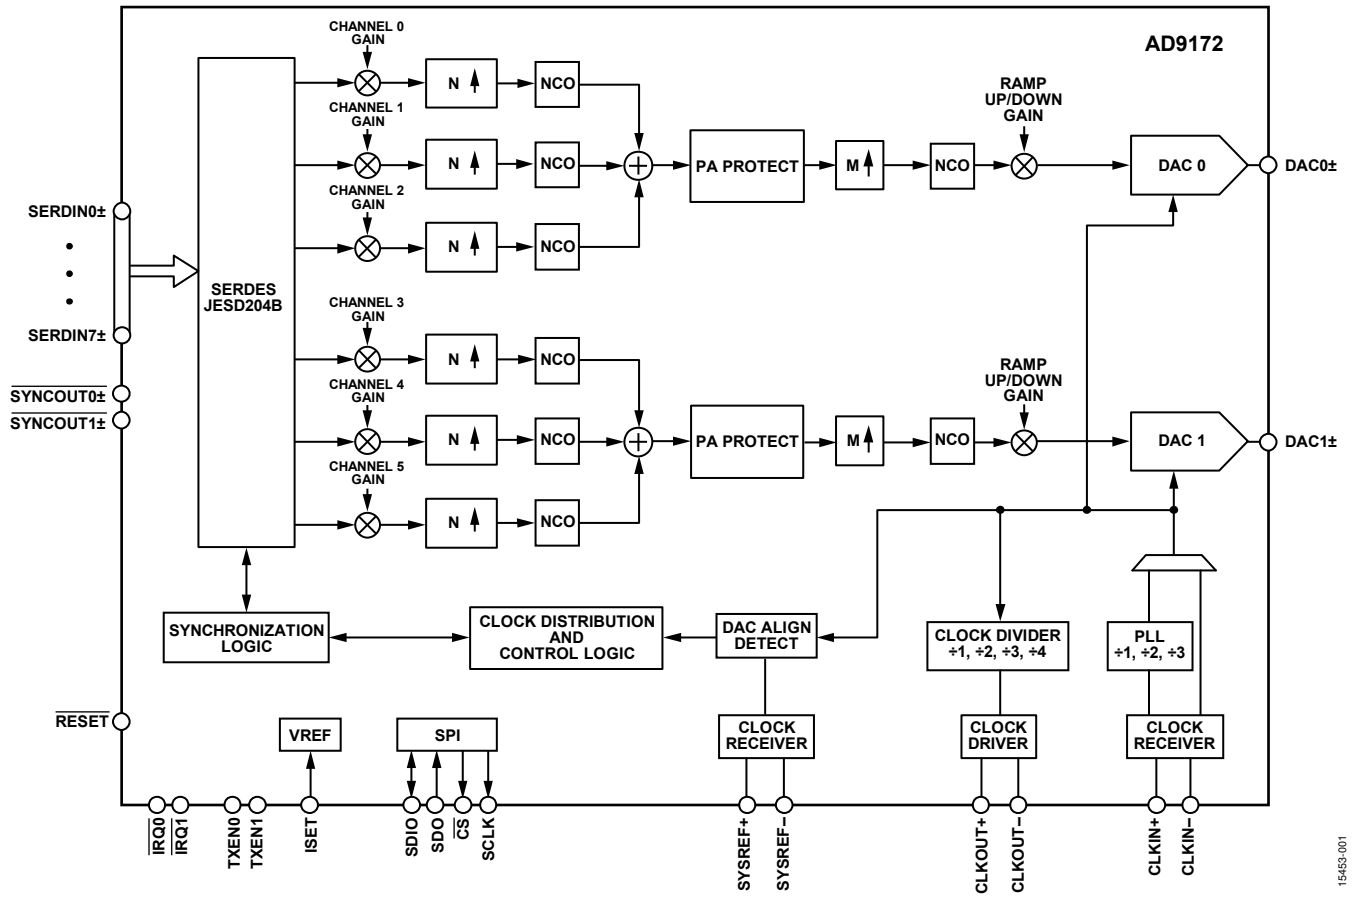 AD9172
CHANNEL 0
GAIN
N
NCO
CHANNEL 1
GAIN
N
NCO
CHANNEL 2
GAIN
N
NCO
PA PROTECT
M
NCO
RAMP
UP/DOWN
GAIN
DAC 0
DAC0±
SERDIN0±
SERDIN7±
SYNCOUT0±
SYNCOUT1±
SERDES
JESD204B
CHANNEL 3
GAIN
N
NCO
CHANNEL 4
GAIN
N
NCO
CHANNEL 5
GAIN
N
NCO
PA PROTECT
M
NCO
RAMP
UP/DOWN
GAIN
DAC 1
DAC1±
SYNCHRONIZATION
LOGIC
CLOCK DISTRIBUTION
AND
CONTROL LOGIC
DAC ALIGN
DETECT
CLOCK DIVIDER
÷1, ÷2, ÷3, ÷4
PLL
÷1, ÷2, ÷3
RESET
VREF
SPI
CLOCK
RECEIVER
CLOCK
DRIVER
CLOCK
RECEIVER
IRQ0
IRQ1
TXEN0
TXEN1
ISET
SDIO
SDO
CS
SCLK
SYSREF+
SYSREF−
CLKOUT+
CLKOUT−
CLKIN+
CLKIN−
15453-001